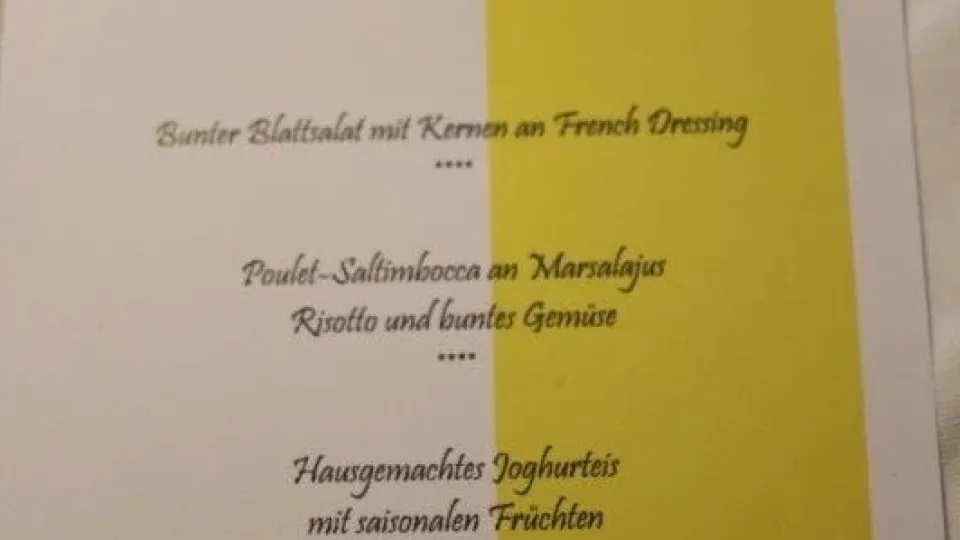 Bunter Blattsalat mit Kernen an French Dressing
****
Poulet-Saltimbocca an Marsalajus
Risotto und buntes Gemüse
****
Hausgemachtes Joghurteis
mit saisonalen Früchten